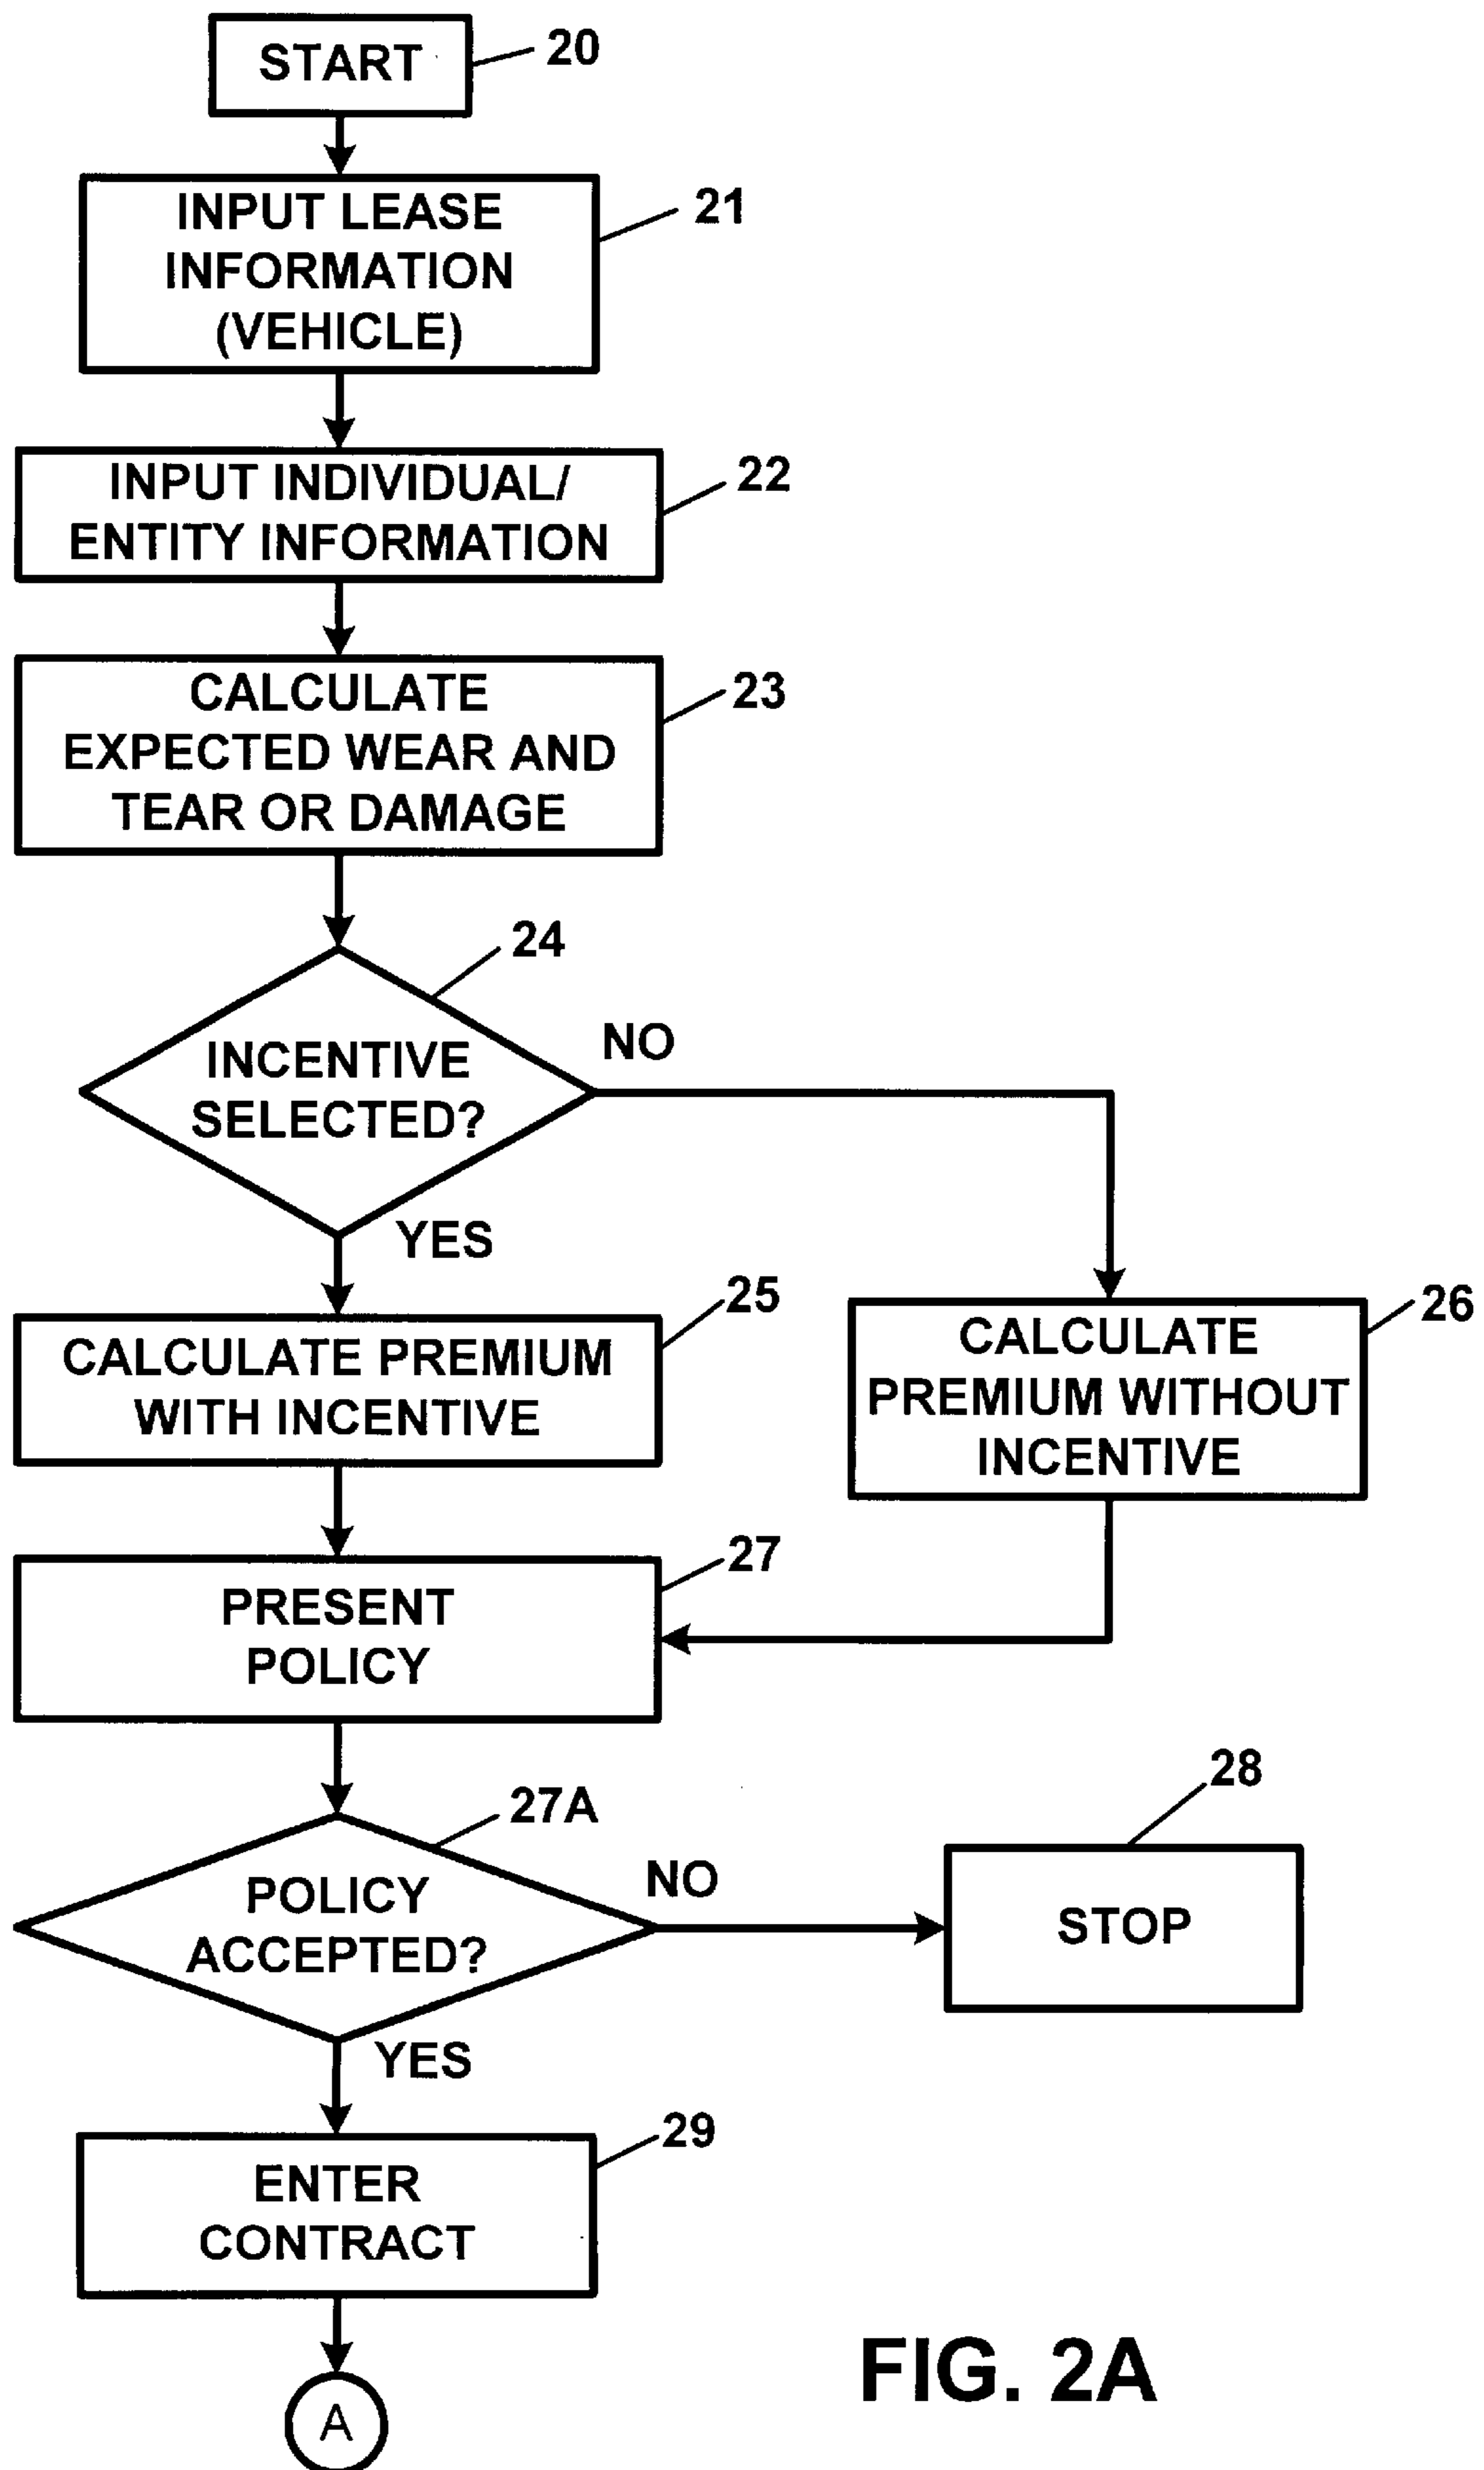 START
20
INPUT LEASE
INFORMATION
(VEHICLE)
21
INPUT INDIVIDUAL/
ENTITY INFORMATION
22
CALCULATE
EXPECTED WEAR AND
TEAR OR DAMAGE
23
24
INCENTIVE
SELECTED?
NO
YES
CALCULATE PREMIUM
WITH INCENTIVE
25
CALCULATE
PREMIUM WITHOUT
INCENTIVE
26
PRESENT
POLICY
27
27A
POLICY
ACCEPTED?
NO
28
STOP
YES
ENTER
CONTRACT
29
A
FIG. 2A